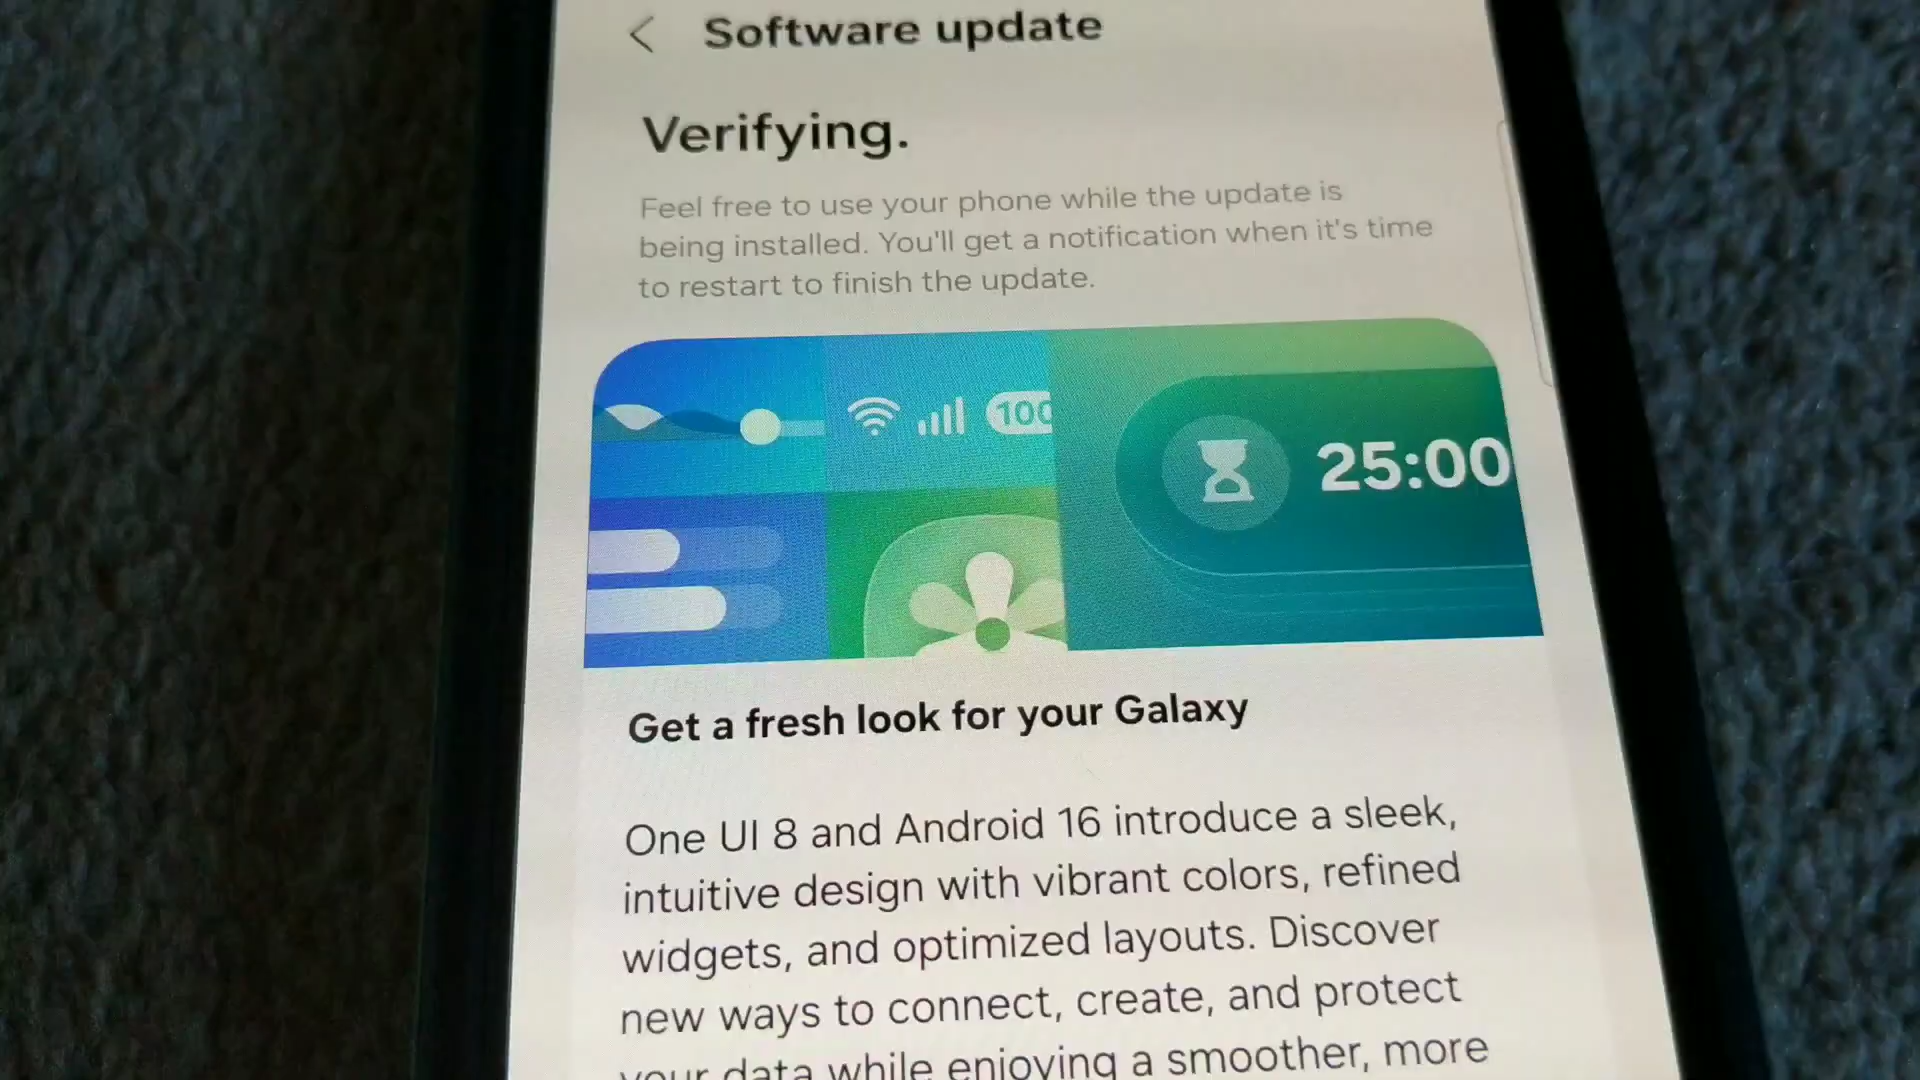 Software update
Verifying.
Feel free to use your phone while the update is
being installed. You'll get a notification when it's time
to restart to finish the update.
100
25:00
Get a fresh look for your Galaxy
One UI 8 and Android 16 introduce a sleek,
intuitive design with vibrant colors, refined
widgets, and optimized layouts. Discover
new ways to connect, create, and protect
your data while enjoying a smoother, more